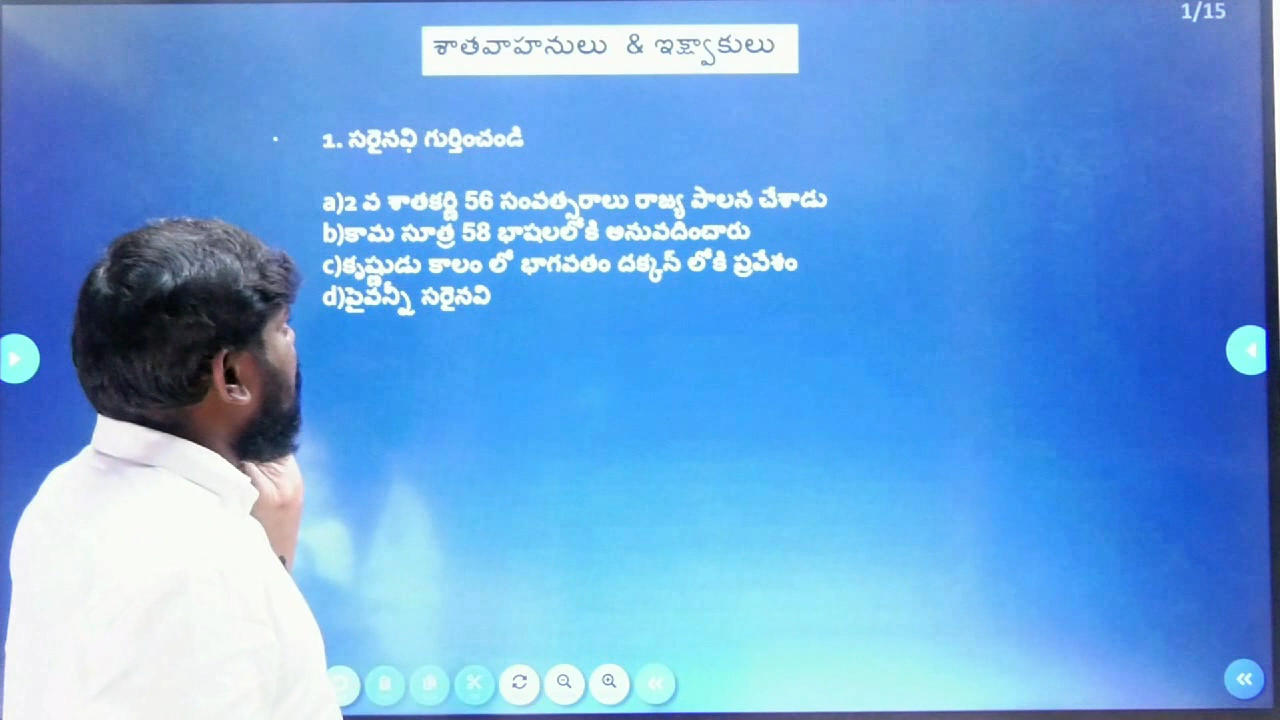 1/15
శాతవాహనులు & ఇక్ష్వాకులు
1. సరైనవి గుర్తించండి
a)2 వ శాతకర్ణి 56 సంవత్సరాలు రాజ్య పాలన చేశాడు
b)కామ సూత్ర 58 భాషలలోకి అనువదించారు
c)కృష్ణుడు కాలం లో భాగవతం దక్కన్ లోకి ప్రవేశం
d)పైవన్నీ సరైనవి